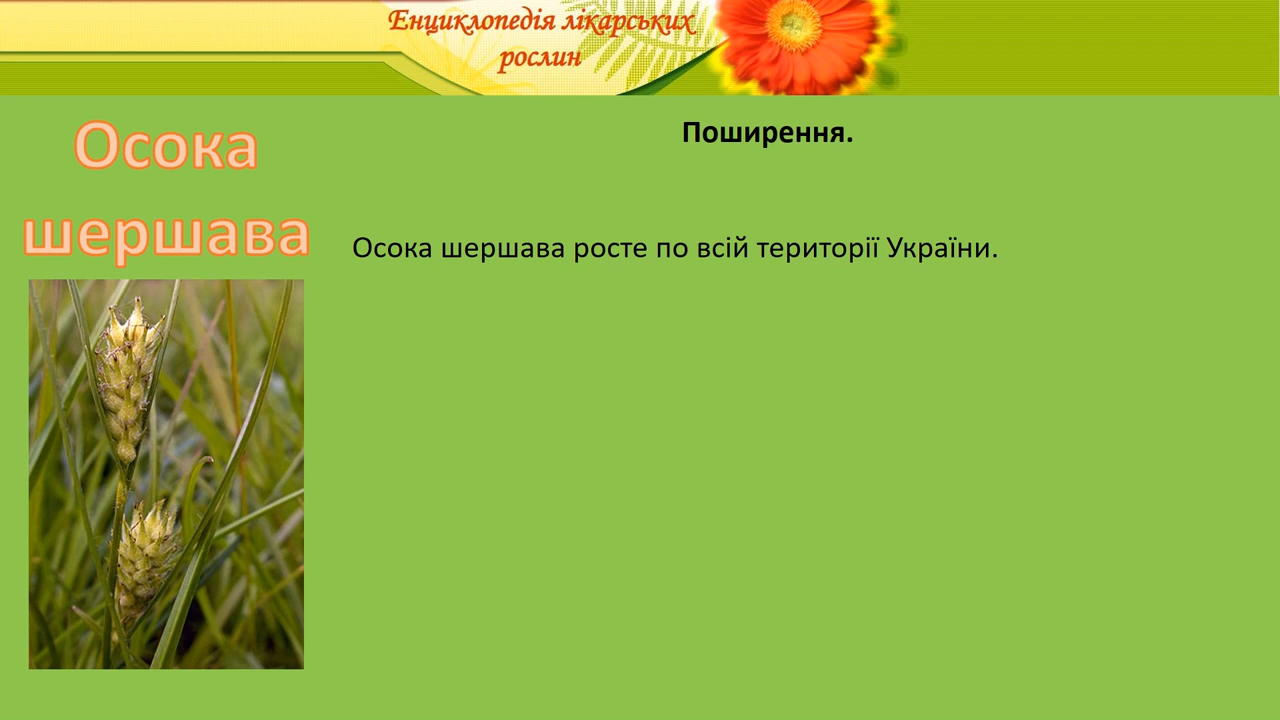 Енциклопедія лікарських
рослин
Осока
шершава
Поширення.
Осока шершава росте по всій території України.